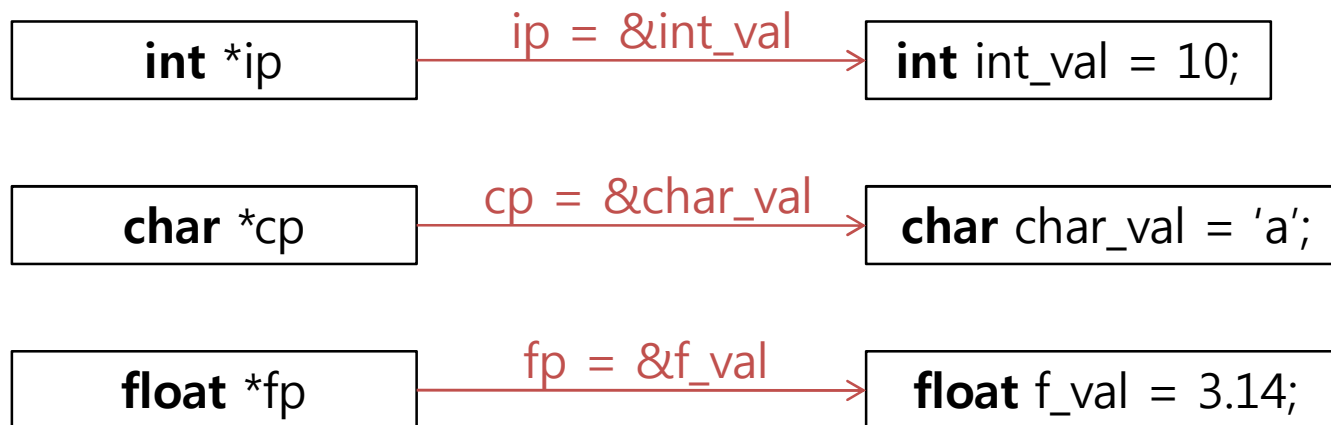 int *ip
ip = &int_val
int int_val = 10;
char *cp
cp = &char_val
char char_val = ‘a’;
float *fp
fp = &f_val
float f_val = 3.14;